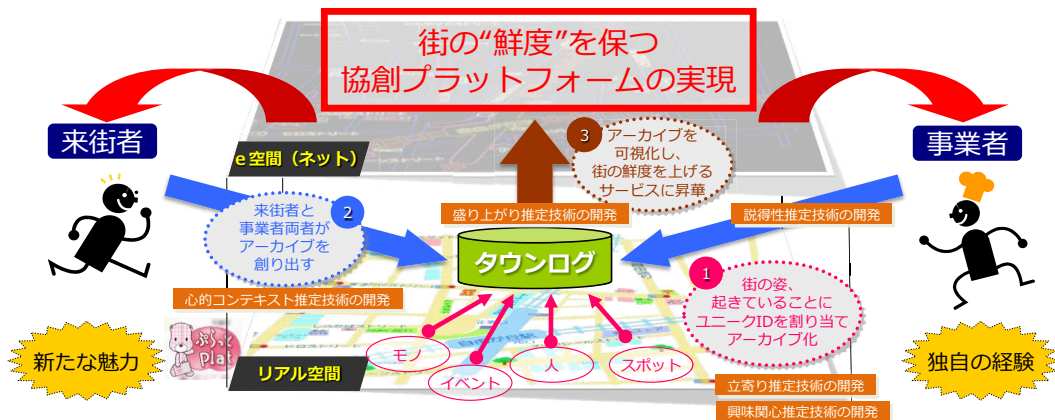 街の“鮮度”を保つ
協創プラットフォームの実現
来街者
事業者
e空間（ネット）
3
アーカイブを
可視化し、
街の鮮度を上げる
サービスに昇華
2
来街者と
事業者両者が
アーカイブを
創り出す
盛り上がり推定技術の開発
説得性推定技術の開発
タウンログ
1
街の姿、
起きていることに
ユニークIDを割り当て
アーカイブ化
心的コンテキスト推定技術の開発
ぷらっと
Plat
モノ
イベント
人
スポット
新たな魅力
独自の経験
リアル空間
立寄り推定技術の開発
興味関心推定技術の開発